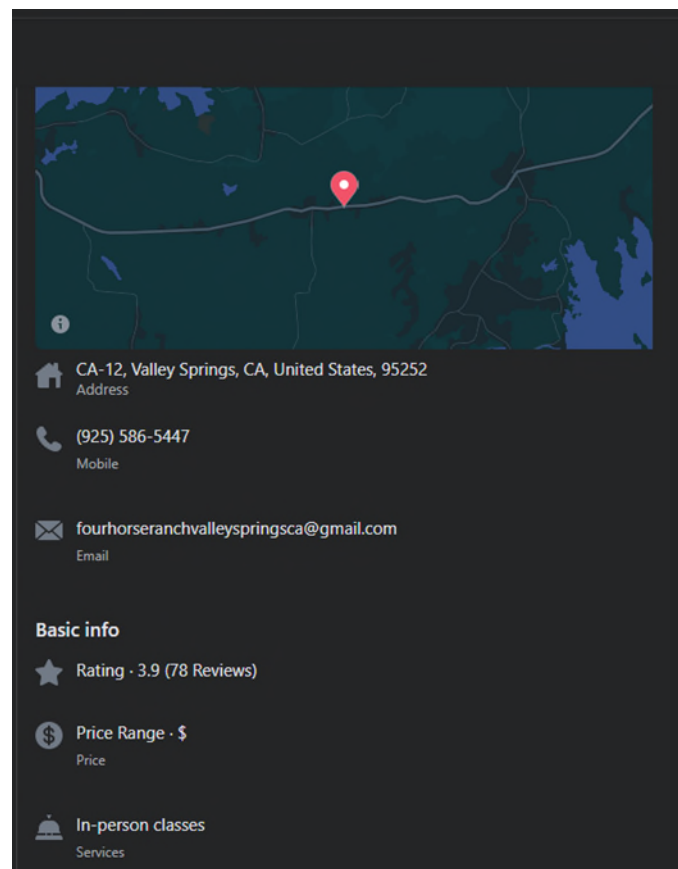 CA-12, Valley Springs, CA, United States, 95252
Address
(925) 586-5447
Mobile
fourhorseranchvalleyspringsca@gmail.com
Email
Basic info
Rating · 3.9 (78 Reviews)
Price Range · $
Price
In-person classes
Services